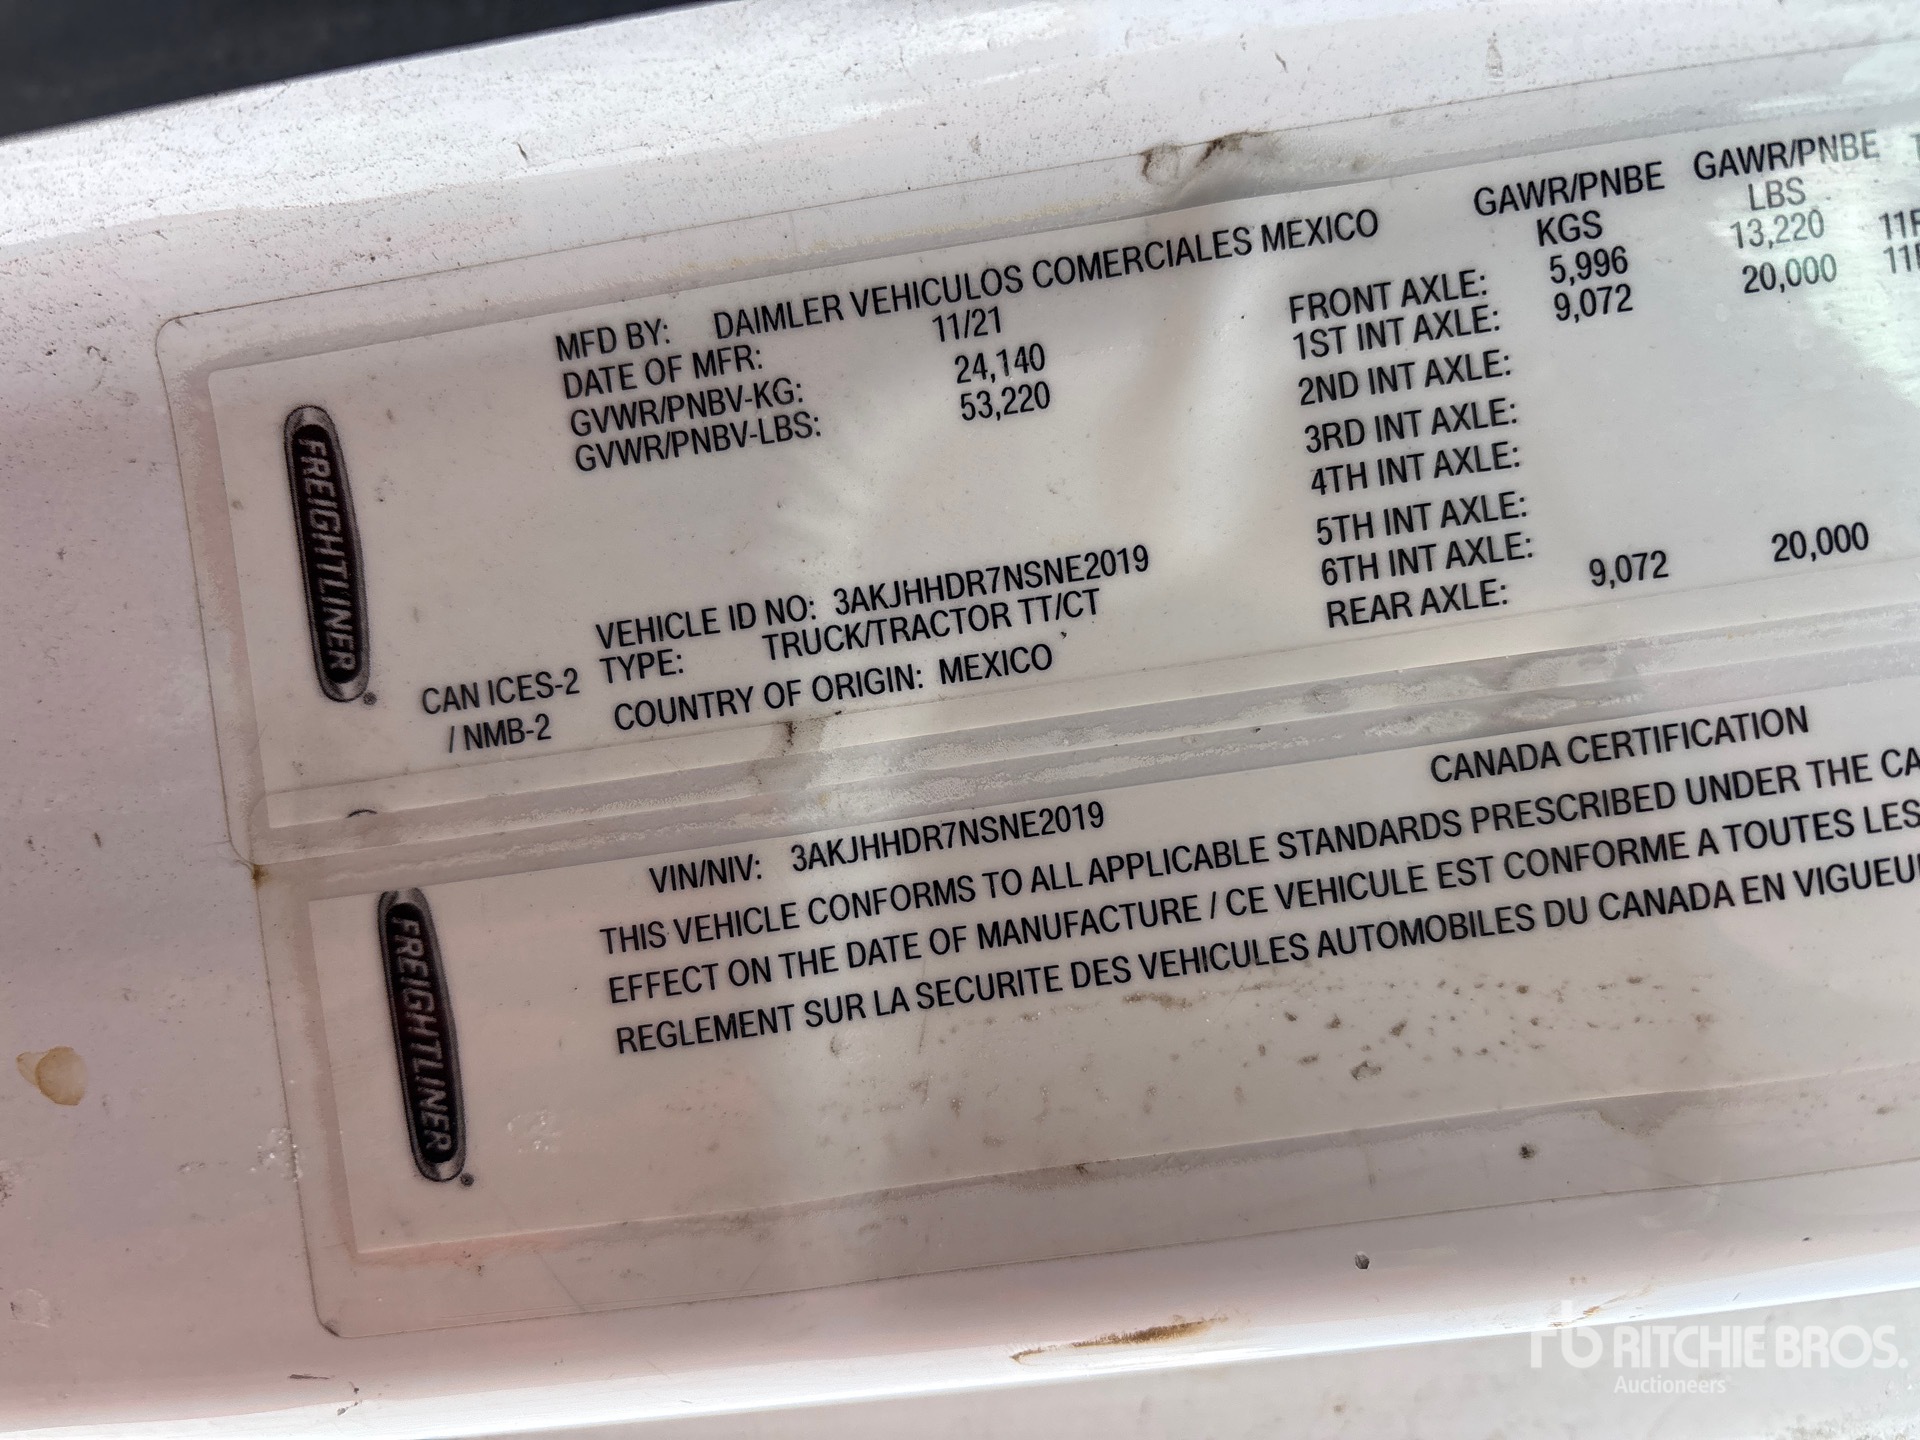 FREIGHTLINER
MFD BY: DAIMLER VEHICULOS COMERCIALES MEXICO
DATE OF MFR: 11/21
GVWR/PNBV-KG: 24,140
GVWR/PNBV-LBS: 53,220
GAWR/PNBE KGS GAWR/PNBE LBS
FRONT AXLE: 5,996 13,220
1ST INT AXLE: 9,072 20,000
2ND INT AXLE:
3RD INT AXLE:
4TH INT AXLE:
5TH INT AXLE:
6TH INT AXLE:
REAR AXLE: 9,072 20,000
VEHICLE ID NO: 3AKJHHDR7NSNE2019
TYPE: TRUCK/TRACTOR TT/CT
COUNTRY OF ORIGIN: MEXICO
CAN ICES-2
/ NMB-2
FREIGHTLINER
CANADA CERTIFICATION
VIN/NIV: 3AKJHHDR7NSNE2019
THIS VEHICLE CONFORMS TO ALL APPLICABLE STANDARDS PRESCRIBED UNDER THE CA
EFFECT ON THE DATE OF MANUFACTURE / CE VEHICULE EST CONFORME A TOUTES LES
REGLEMENT SUR LA SECURITE DES VEHICULES AUTOMOBILES DU CANADA EN VIGUEU
rb RITCHIE BROS.
Auctioneers